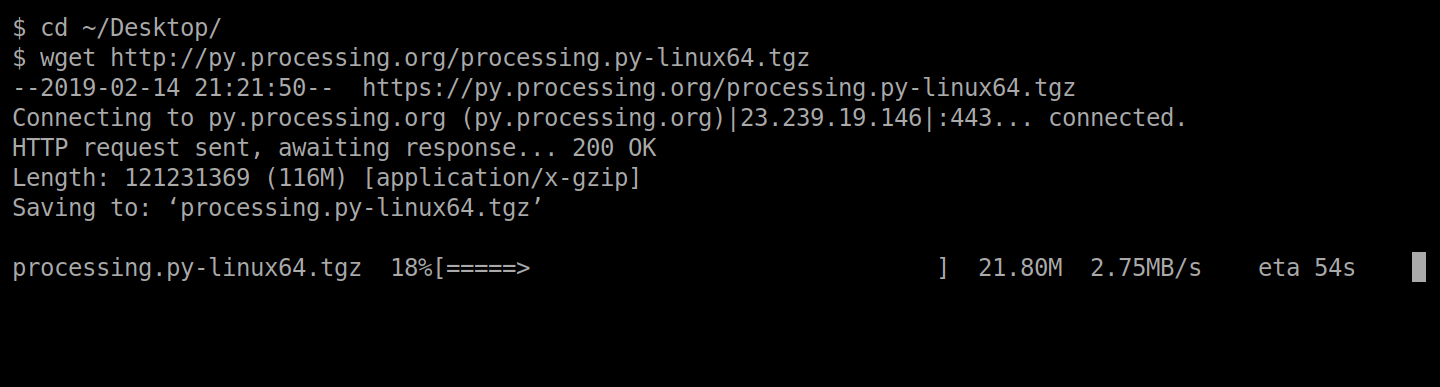 $ cd ~/Desktop/
$ wget http://py.processing.org/processing.py-linux64.tgz
--2019-02-14 21:21:50--  https://py.processing.org/processing.py-linux64.tgz
Connecting to py.processing.org (py.processing.org)|23.239.19.146|:443... connected.
HTTP request sent, awaiting response... 200 OK
Length: 121231369 (116M) [application/x-gzip]
Saving to: ‘processing.py-linux64.tgz’
processing.py-linux64.tgz  18%[=====>                             ]  21.80M  2.75MB/s    eta 54s